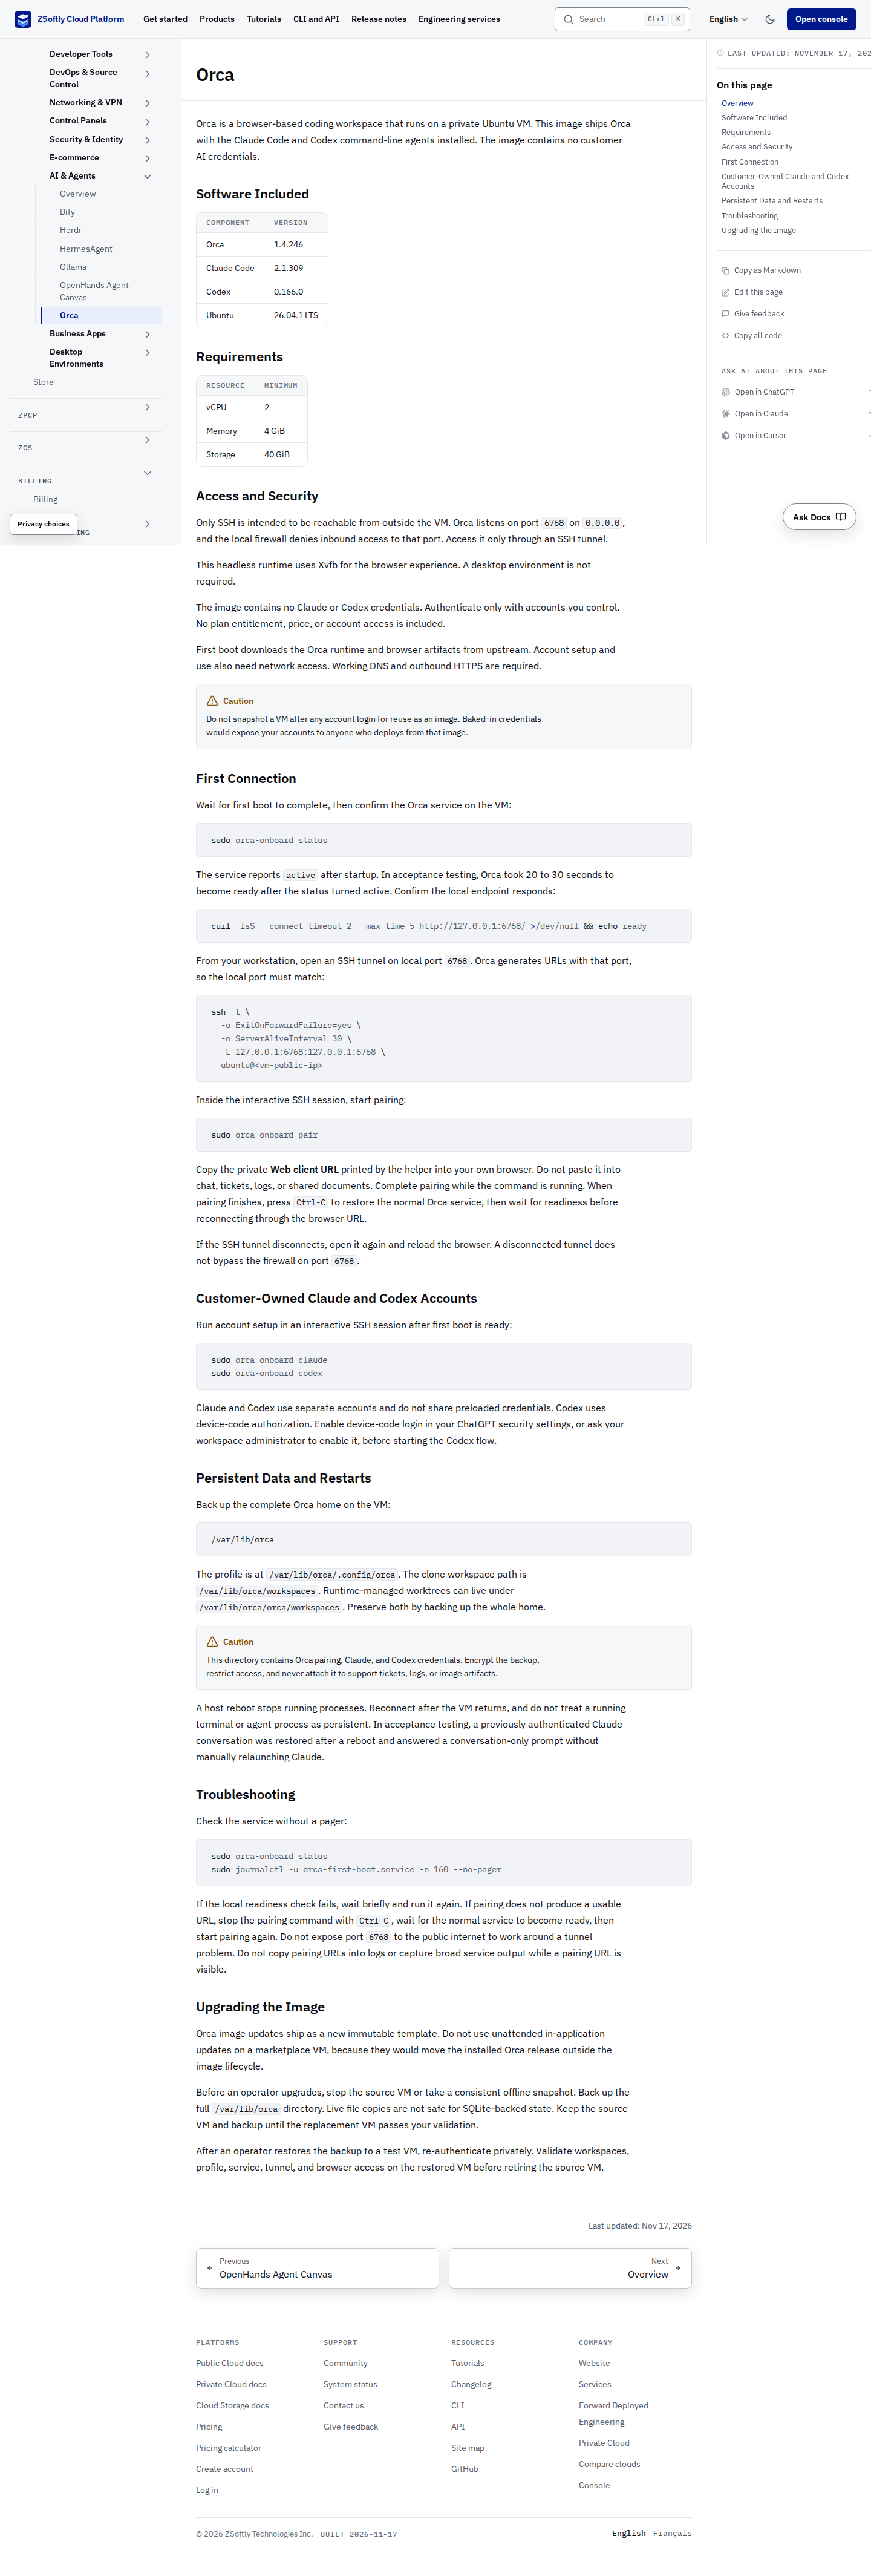 ZSoftly Cloud Platform
Get started
Products
Tutorials
CLI and API
Release notes
Engineering services
Search
Ctrl K
English
Open console
Developer Tools
DevOps & Source
Control
Networking & VPN
Control Panels
Security & Identity
E-commerce
AI & Agents
Overview
Dify
Herdr
HermesAgent
Ollama
OpenHands Agent
Canvas
Orca
Business Apps
Desktop
Environments
Store
ZPCP
ZCS
BILLING
Billing
Privacy choices
Orca
Orca is a browser-based coding workspace that runs on a private Ubuntu VM. This image ships Orca
with the Claude Code and Codex command-line agents installed. The image contains no customer
AI credentials.
Software Included
COMPONENT VERSION
Orca 1.4.246
Claude Code 2.1.309
Codex 0.166.0
Ubuntu 26.04.1 LTS
Requirements
RESOURCE MINIMUM
vCPU 2
Memory 4 GiB
Storage 40 GiB
Access and Security
Only SSH is intended to be reachable from outside the VM. Orca listens on port 6768 on 0.0.0.0,
and the local firewall denies inbound access to that port. Access it only through an SSH tunnel.
This headless runtime uses Xvfb for the browser experience. A desktop environment is not
required.
The image contains no Claude or Codex credentials. Authenticate only with accounts you control.
No plan entitlement, price, or account access is included.
First boot downloads the Orca runtime and browser artifacts from upstream. Account setup and
use also need network access. Working DNS and outbound HTTPS are required.
Caution
Do not snapshot a VM after any account login for reuse as an image. Baked-in credentials
would expose your accounts to anyone who deploys from that image.
First Connection
Wait for first boot to complete, then confirm the Orca service on the VM:
sudo orca-onboard status
The service reports active after startup. In acceptance testing, Orca took 20 to 30 seconds to
become ready after the status turned active. Confirm the local endpoint responds:
curl -fsS --connect-timeout 2 --max-time 5 http://127.0.0.1:6768/ >/dev/null && echo ready
From your workstation, open an SSH tunnel on local port 6768. Orca generates URLs with that port,
so the local port must match:
ssh -t \
-o ExitOnForwardFailure=yes \
-o ServerAliveInterval=30 \
-L 127.0.0.1:6768:127.0.0.1:6768 \
ubuntu@<vm-public-ip>
Inside the interactive SSH session, start pairing:
sudo orca-onboard pair
Copy the private Web client URL printed by the helper into your own browser. Do not paste it into
chat, tickets, logs, or shared documents. Complete pairing while the command is running. When
pairing finishes, press Ctrl-C to restore the normal Orca service, then wait for readiness before
reconnecting through the browser URL.
If the SSH tunnel disconnects, open it again and reload the browser. A disconnected tunnel does
not bypass the firewall on port 6768.
Customer-Owned Claude and Codex Accounts
Run account setup in an interactive SSH session after first boot is ready:
sudo orca-onboard claude
sudo orca-onboard codex
Claude and Codex use separate accounts and do not share preloaded credentials. Codex uses
device-code authorization. Enable device-code login in your ChatGPT security settings, or ask your
workspace administrator to enable it, before starting the Codex flow.
Persistent Data and Restarts
Back up the complete Orca home on the VM:
/var/lib/orca
The profile is at /var/lib/orca/.config/orca. The clone workspace path is
/var/lib/orca/workspaces. Runtime-managed worktrees can live under
/var/lib/orca/orca/workspaces. Preserve both by backing up the whole home.
Caution
This directory contains Orca pairing, Claude, and Codex credentials. Encrypt the backup,
restrict access, and never attach it to support tickets, logs, or image artifacts.
A host reboot stops running processes. Reconnect after the VM returns, and do not treat a running
terminal or agent process as persistent. In acceptance testing, a previously authenticated Claude
conversation was restored after a reboot and answered a conversation-only prompt without
manually relaunching Claude.
Troubleshooting
Check the service without a pager:
sudo orca-onboard status
sudo journalctl -u orca-first-boot.service -n 160 --no-pager
If the local readiness check fails, wait briefly and run it again. If pairing does not produce a usable
URL, stop the pairing command with Ctrl-C, wait for the normal service to become ready, then
start pairing again. Do not expose port 6768 to the public internet to work around a tunnel
problem. Do not copy pairing URLs into logs or capture broad service output while a pairing URL is
visible.
Upgrading the Image
Orca image updates ship as a new immutable template. Do not use unattended in-application
updates on a marketplace VM, because they would move the installed Orca release outside the
image lifecycle.
Before an operator upgrades, stop the source VM or take a consistent offline snapshot. Back up the
full /var/lib/orca directory. Live file copies are not safe for SQLite-backed state. Keep the source
VM and backup until the replacement VM passes your validation.
After an operator restores the backup to a test VM, re-authenticate privately. Validate workspaces,
profile, service, tunnel, and browser access on the restored VM before retiring the source VM.
Last updated: Nov 17, 2026
Previous
OpenHands Agent Canvas
Next
Overview
LAST UPDATED: NOVEMBER 17, 202
On this page
Overview
Software Included
Requirements
Access and Security
First Connection
Customer-Owned Claude and Codex
Accounts
Persistent Data and Restarts
Troubleshooting
Upgrading the Image
Copy as Markdown
Edit this page
Give feedback
Copy all code
ASK AI ABOUT THIS PAGE
Open in ChatGPT
Open in Claude
Open in Cursor
Ask Docs
PLATFORMS
Public Cloud docs
Private Cloud docs
Cloud Storage docs
Pricing
Pricing calculator
Create account
Log in
SUPPORT
Community
System status
Contact us
Give feedback
RESOURCES
Tutorials
Changelog
CLI
API
Site map
GitHub
COMPANY
Website
Services
Forward Deployed
Engineering
Private Cloud
Compare clouds
Console
© 2026 ZSoftly Technologies Inc. BUILT 2026-11-17
English Français